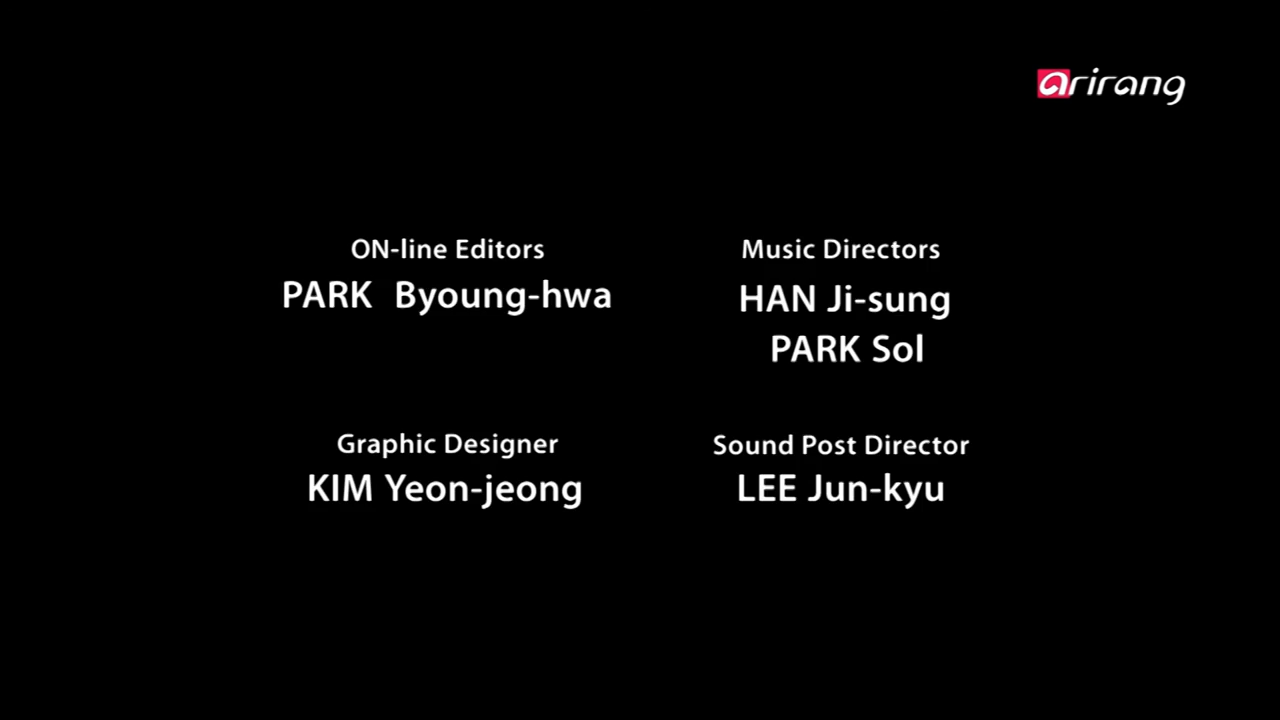 arirang
ON-line Editors
PARK Byoung-hwa
Music Directors
HAN Ji-sung
PARK Sol
Graphic Designer
KIM Yeon-jeong
Sound Post Director
LEE Jun-kyu